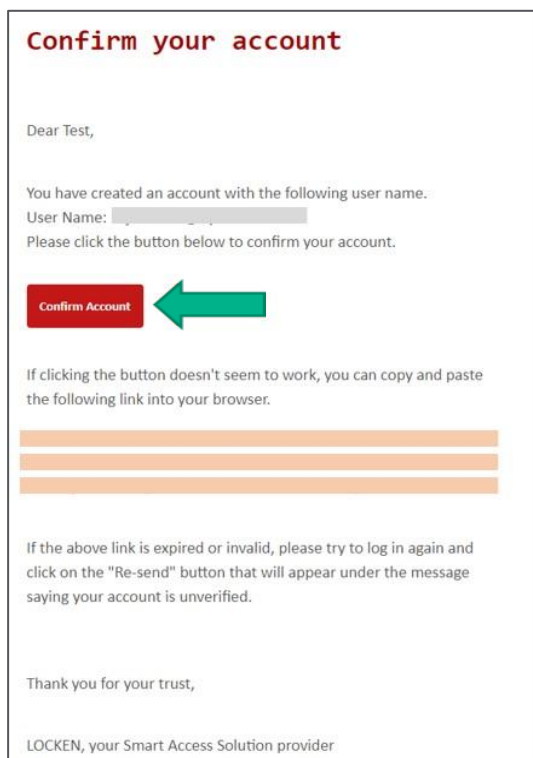 Confirm your account
Dear Test,
You have created an account with the following user name.
User Name:
Please click the button below to confirm your account.
Confirm Account
If clicking the button doesn't seem to work, you can copy and paste
the following link into your browser.
If the above link is expired or invalid, please try to log in again and
click on the "Re-send" button that will appear under the message
saying your account is unverified.
Thank you for your trust,
LOCKEN, your Smart Access Solution provider